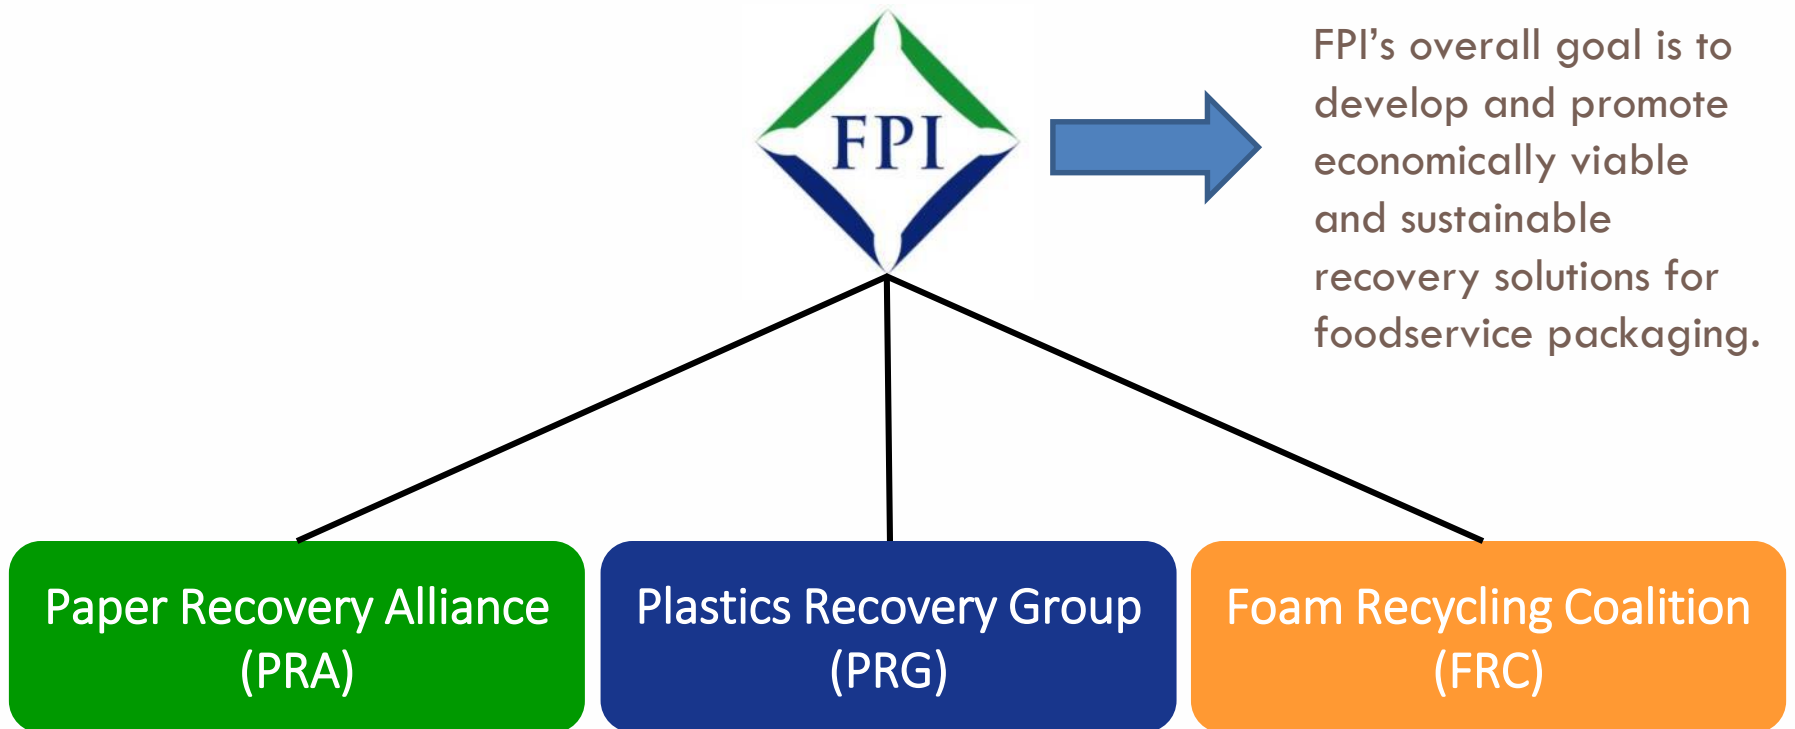 FPI
FPI’s overall goal is to
develop and promote
economically viable
and sustainable
recovery solutions for
foodservice packaging.
Paper Recovery Alliance
(PRA)
Plastics Recovery Group
(PRG)
Foam Recycling Coalition
(FRC)